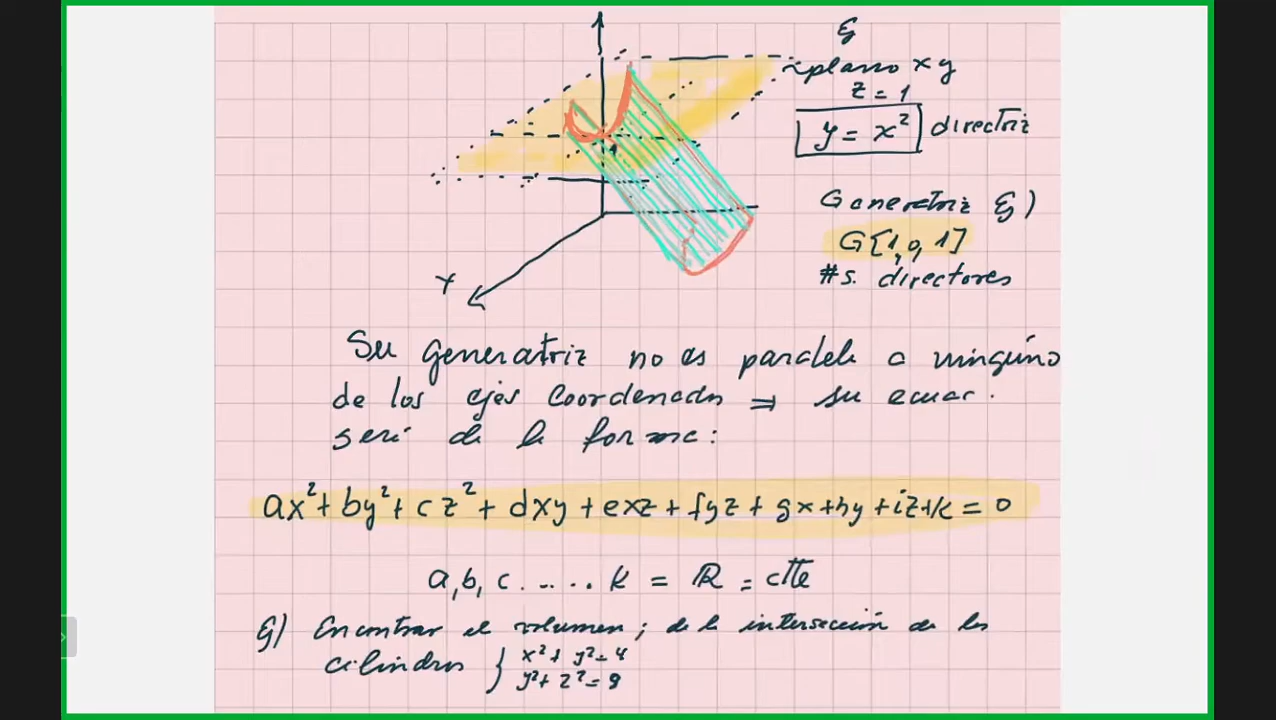 Ej
plano xy
z = 1
y = x² directriz
Generatriz Ej)
G[1,0,1]
#s. directores
Y
Su generatriz no es paralela a ninguno
de los ejes coordenado ⇒ su ecuac.
será de la forma:
ax² + by² + cz² + dxy + exz + fyz + gx + hy + iz + k = 0
a, b, c ..... k = ℝ = ctte
Ej) Encontrar el volumen; de la intersección de los
cilindros { x² + y² = 4
y² + z² = 9